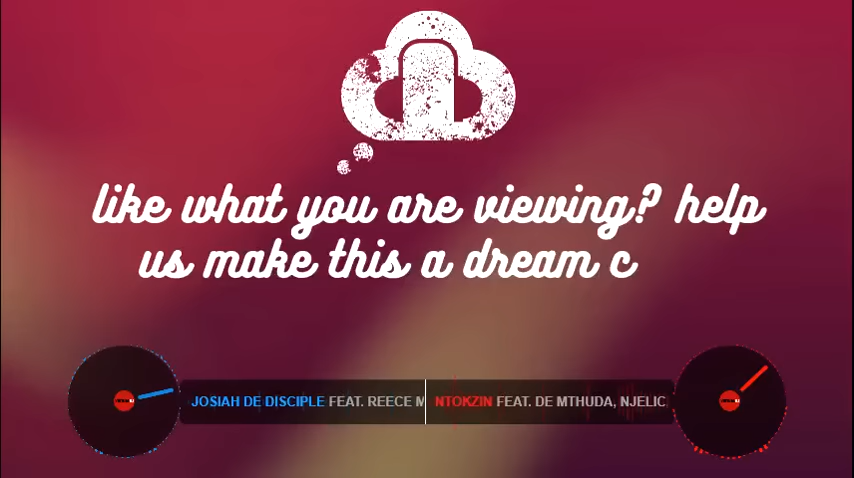 like what you are viewing? help
us make this a dream c
JOSIAH DE DISCIPLE FEAT. REECE M
NTOKZIN FEAT. DE MTHUDA, NJELIC